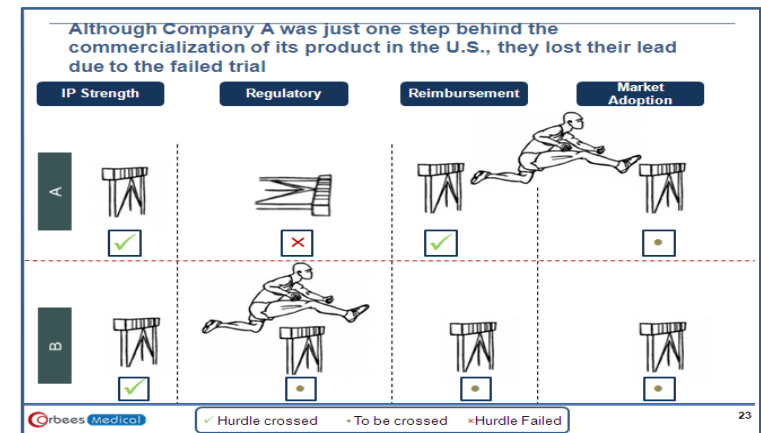 Although Company A was just one step behind the
commercialization of its product in the U.S., they lost their lead
due to the failed trial
IP Strength
Regulatory
Reimbursement
Market
Adoption
A
B
Orbees Medical
Hurdle crossed
To be crossed
Hurdle Failed
23